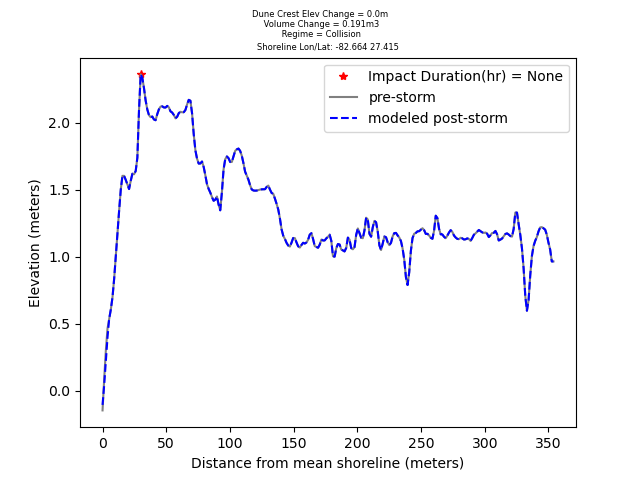 Dune Crest Elev Change = 0.0m
Volume Change = 0.191m3
Regime = Collision
Shoreline Lon/Lat: -82.664 27.415
Impact Duration(hr) = None
pre-storm
modeled post-storm
2.0
1.5
1.0
0.5
0.0
Elevation (meters)
0 50 100 150 200 250 300 350
Distance from mean shoreline (meters)